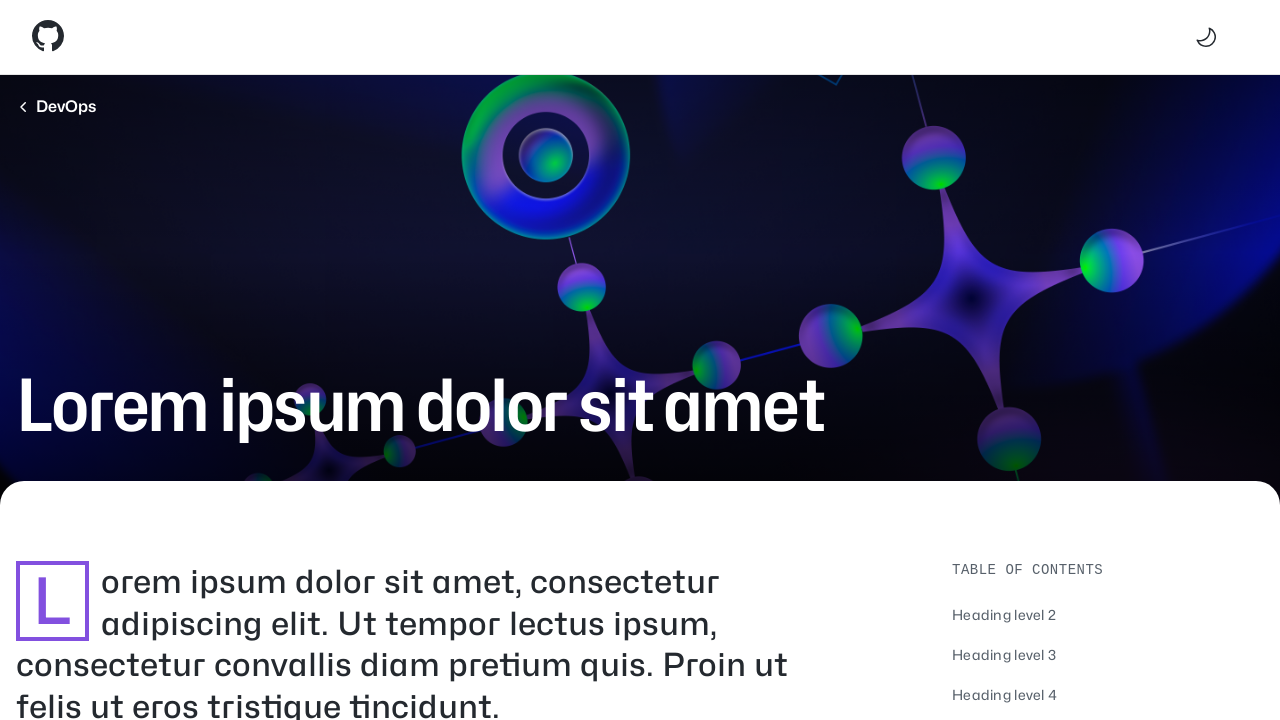 DevOps
Lorem ipsum dolor sit amet
Lorem ipsum dolor sit amet, consectetur
adipiscing elit. Ut tempor lectus ipsum,
consectetur convallis diam pretium quis. Proin ut
felis ut eros tristique tincidunt.
TABLE OF CONTENTS
Heading level 2
Heading level 3
Heading level 4